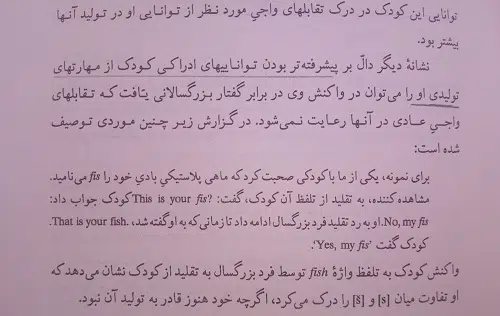 توانایی این کودک در درک تقابلهای واجیِ مورد نظر از توانایی او در تولید آنها
بیشتر بود.
نشانهٔ دیگر دالّ بر پیشرفته‌تر بودن تواناییهای ادراکی کودک از مهارتهای
تولیدی او را می‌توان در واکنش وی در برابر گفتار بزرگسالانی یافت که تقابلهای
واجیِ عادی در آنها رعایت نمی‌شود. در گزارش زیر چنین موردی توصیف
شده است:
برای نمونه، یکی از ما با کودکی صحبت کرد که ماهی پلاستیکیِ بادیِ خود را fis می‌نامید.
مشاهده‌کننده، به تقلید از تلفظ آن کودک، گفت: This is your fis? کودک جواب داد:
No, my fis. او به رد تقلید فرد بزرگسال ادامه داد تا زمانی که به او گفته شد، That is your fish.
کودک گفت 'Yes, my fis'.
واکنش کودک به تلفظ واژهٔ fish توسط فرد بزرگسال به تقلید از کودک نشان می‌دهد که
او تفاوت میان [s] و [š] را درک می‌کرد، اگرچه خود هنوز قادر به تولید آن نبود.